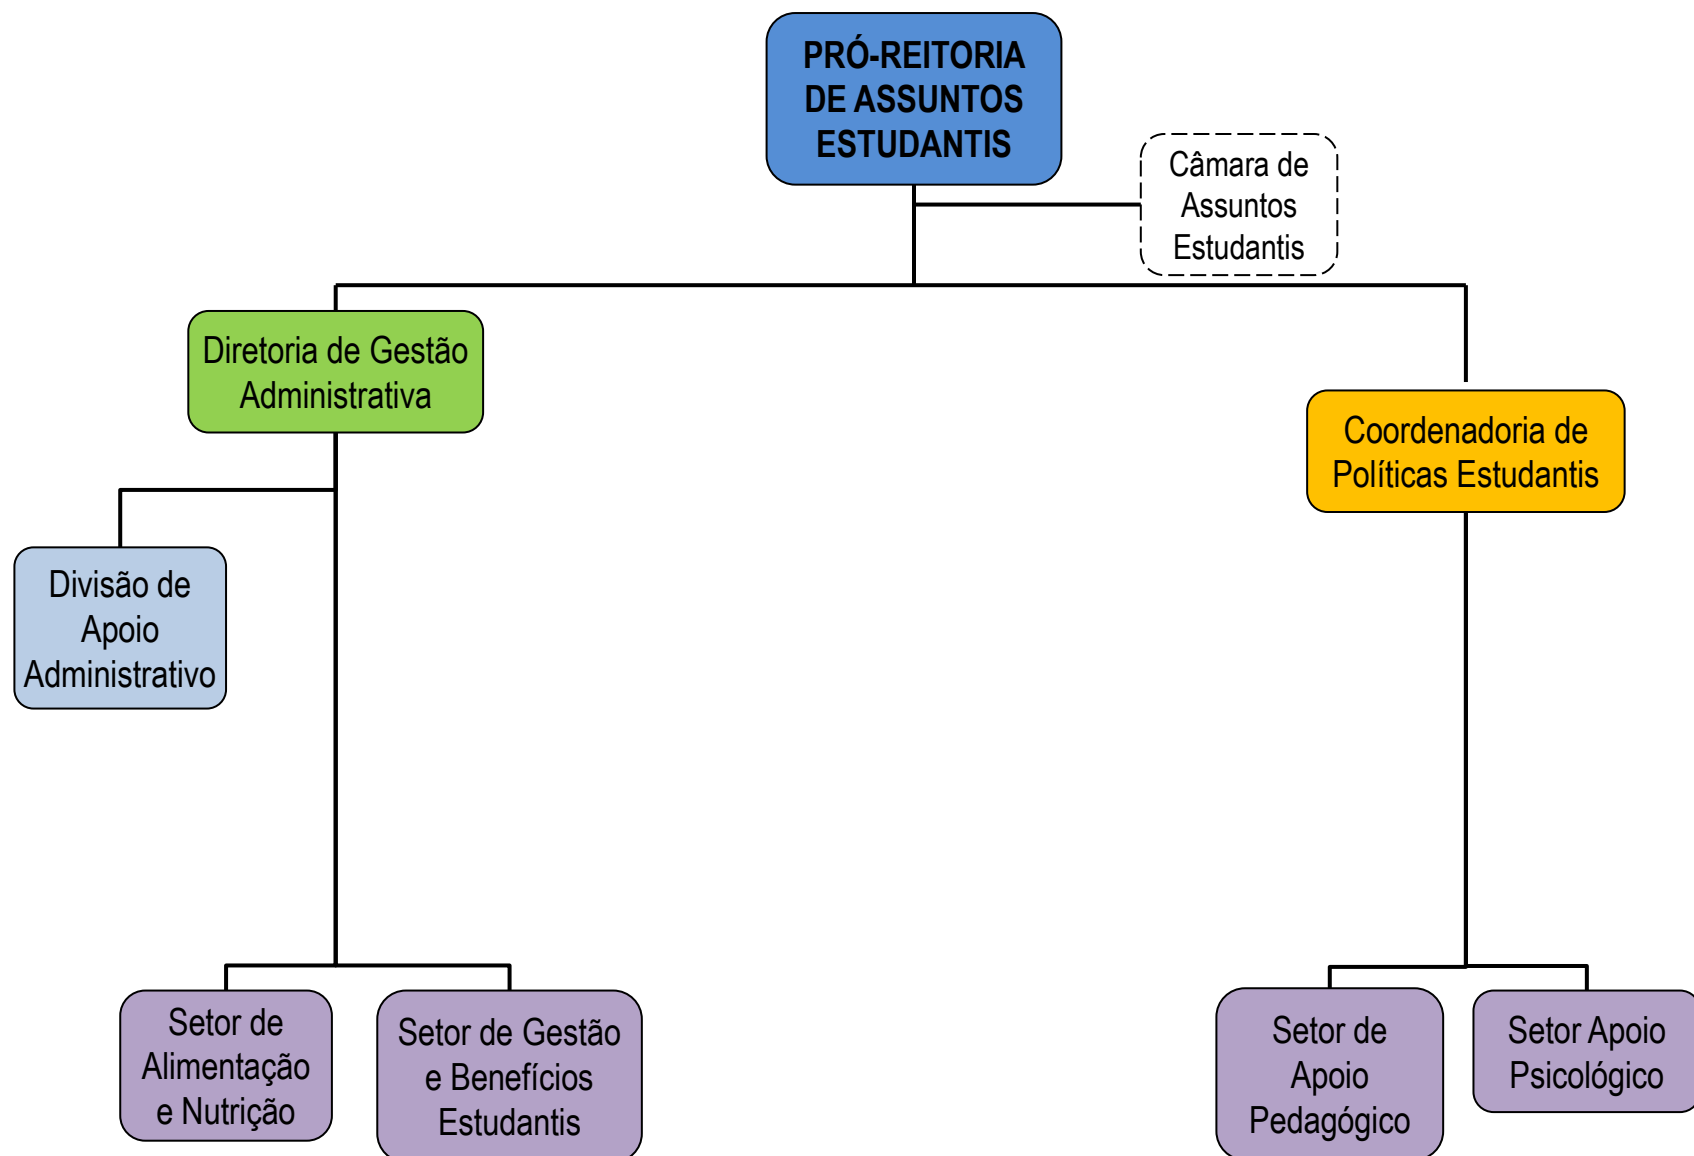 PRÓ-REITORIA
DE ASSUNTOS
ESTUDANTIS
Câmara de
Assuntos
Estudantis
Diretoria de Gestão
Administrativa
Coordenadoria de
Políticas Estudantis
Divisão de
Apoio
Administrativo
Setor de
Alimentação
e Nutrição
Setor de Gestão
e Benefícios
Estudantis
Setor de
Apoio
Pedagógico
Setor Apoio
Psicológico